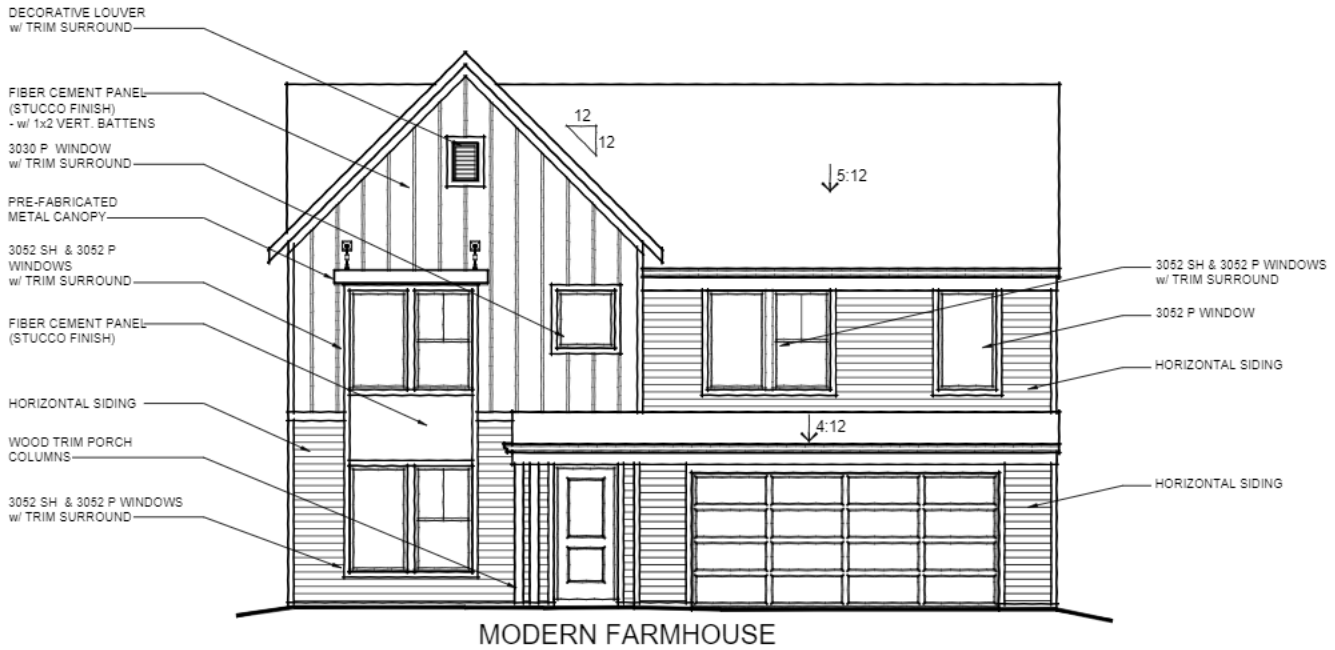 DECORATIVE LOUVER
w/ TRIM SURROUND
FIBER CEMENT PANEL
(STUCCO FINISH)
- w/ 1x2 VERT. BATTENS
3030 P WINDOW
w/ TRIM SURROUND
PRE-FABRICATED
METAL CANOPY
3052 SH & 3052 P
WINDOWS
w/ TRIM SURROUND
FIBER CEMENT PANEL
(STUCCO FINISH)
HORIZONTAL SIDING
WOOD TRIM PORCH
COLUMNS
3052 SH & 3052 P WINDOWS
w/ TRIM SURROUND
12
12
5:12
4:12
3052 SH & 3052 P WINDOWS
w/ TRIM SURROUND
3052 P WINDOW
HORIZONTAL SIDING
HORIZONTAL SIDING
MODERN FARMHOUSE